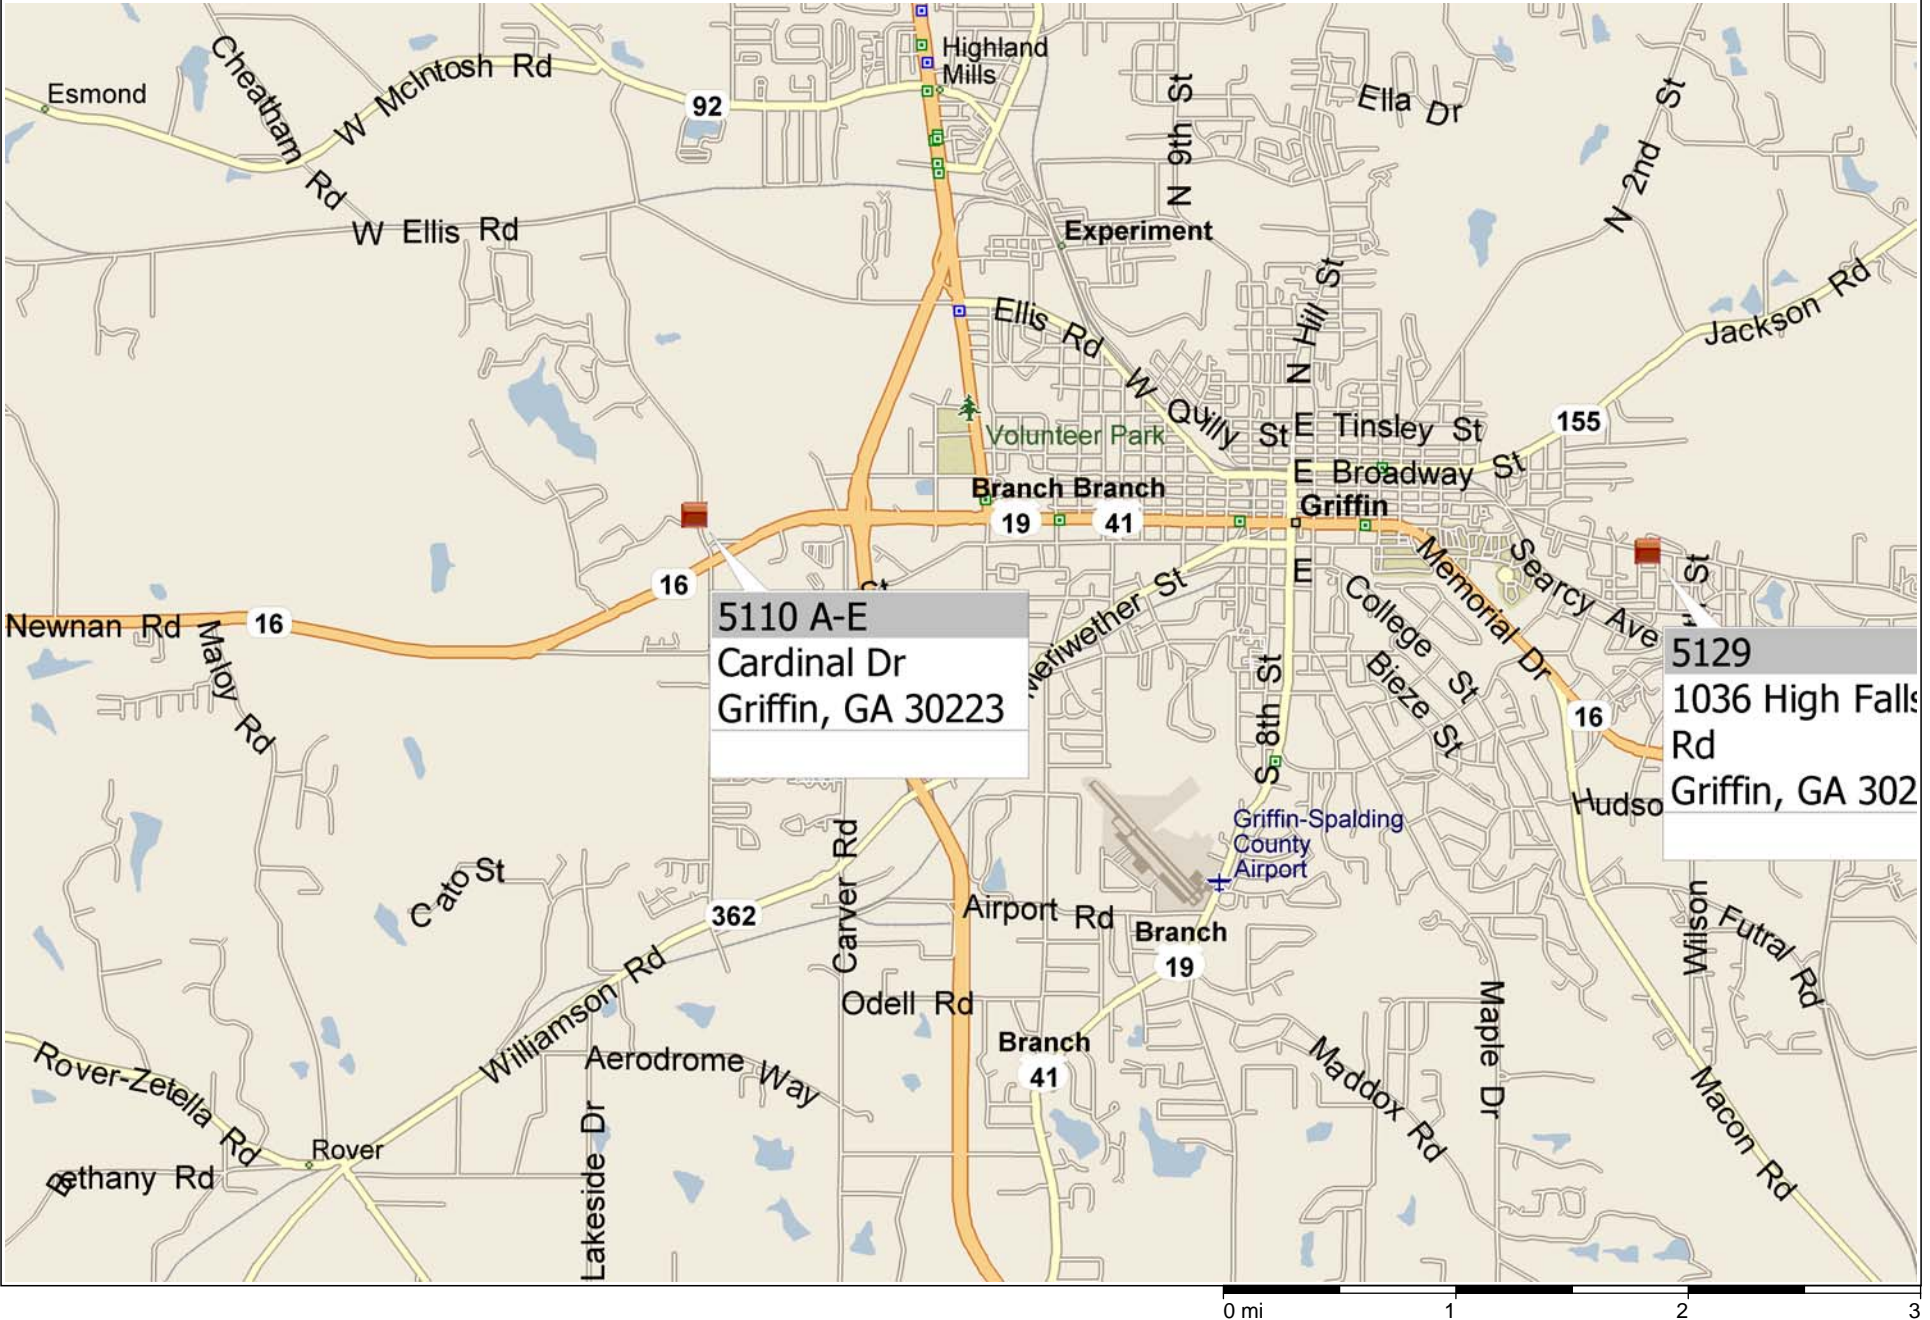 Highland
Mills
Esmond
Cheatham Rd
W McIntosh Rd
92
N 9th St
Ella Dr
N 2nd St
W Ellis Rd
Experiment
Jackson Rd
Ellis Rd
N Hill St
W Quilly St
E Tinsley St
155
Volunteer Park
E Broadway St
Branch Branch
19 41
Griffin
16
16
Newnan Rd
Maloy Rd
St
5110 A-E
Cardinal Dr
Griffin, GA 30223
Meriwether St
E
College St
Memorial Dr
Searcy Ave
St
Bieze St
S 8th St
16
5129
1036 High Falls
Rd
Griffin, GA 302
Hudso
Griffin-Spalding
County
Airport
Cato St
362
Carver Rd
Airport Rd
Branch
19
Wilson
Futral Rd
Williamson Rd
Odell Rd
Maple Dr
Branch
41
Rover-Zetella Rd
Aerodrome Way
Maddox Rd
Macon Rd
Rover
Bethany Rd
Lakeside Dr
0 mi 1 2 3